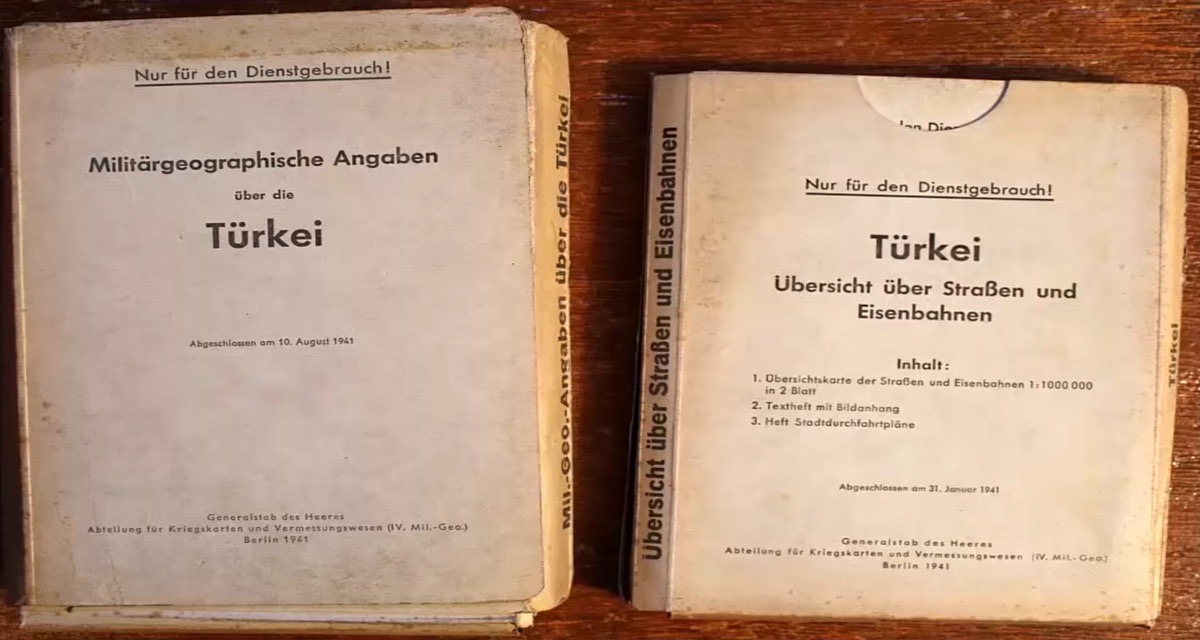 Nur für den Dienstgebrauch!
Militärgeographische Angaben
über die
Türkei
Abgeschlossen am 10. August 1941
Generalstab des Heeres
Abteilung für Kriegskarten und Vermessungswesen (IV. Mil.-Geo.)
Berlin 1941
Mil.-Geo.-Angaben über die Türkei
Übersicht über Straßen und Eisenbahnen
Nur für den Dienstgebrauch!
Türkei
Übersicht über Straßen und
Eisenbahnen
Inhalt:
1. Übersichtskarte der Straßen und Eisenbahnen 1:1000000
in 2 Blatt
2. Textheft mit Bildanhang
3. Heft Stadtdurchfahrtpläne
Abgeschlossen am 31. Januar 1941
Generalstab des Heeres
Abteilung für Kriegskarten und Vermessungswesen (IV. Mil.-Geo.)
Berlin 1941
Türkei